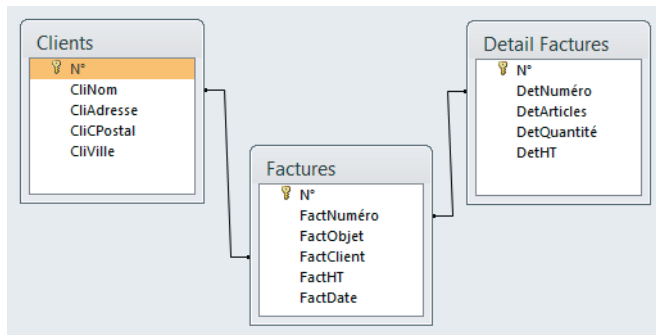 Clients
N°
CliNom
CliAdresse
CliCPostal
CliVille
Factures
N°
FactNuméro
FactObjet
FactClient
FactHT
FactDate
Detail Factures
N°
DetNuméro
DetArticles
DetQuantité
DetHT